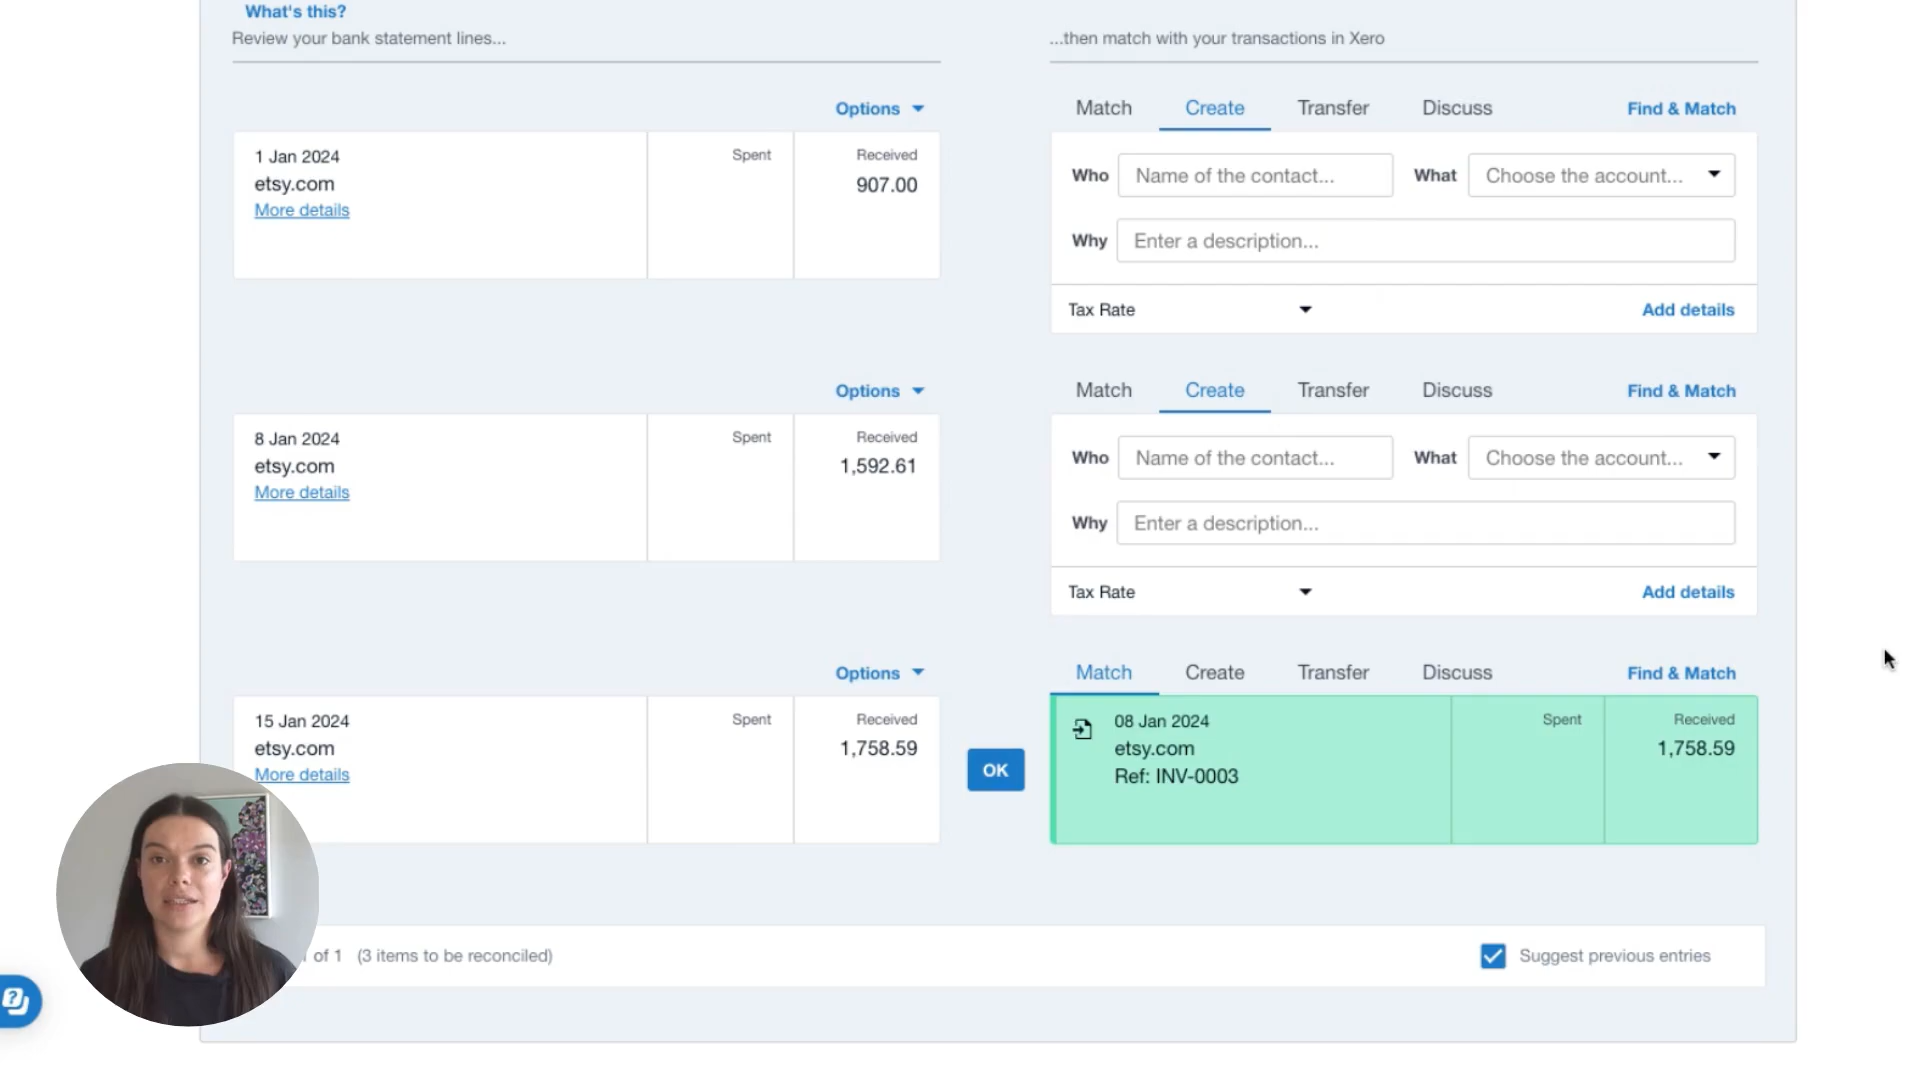 What's this?
Review your bank statement lines...
...then match with your transactions in Xero
Options
Match Create Transfer Discuss Find & Match
1 Jan 2024
etsy.com
More details
Spent
Received
907.00
Who Name of the contact... What Choose the account...
Why Enter a description...
Tax Rate Add details
Options
Match Create Transfer Discuss Find & Match
8 Jan 2024
etsy.com
More details
Spent
Received
1,592.61
Who Name of the contact... What Choose the account...
Why Enter a description...
Tax Rate Add details
Options
Match Create Transfer Discuss Find & Match
15 Jan 2024
etsy.com
More details
Spent
Received
1,758.59
OK
08 Jan 2024
etsy.com
Ref: INV-0003
Spent
Received
1,758.59
of 1 (3 items to be reconciled)
Suggest previous entries